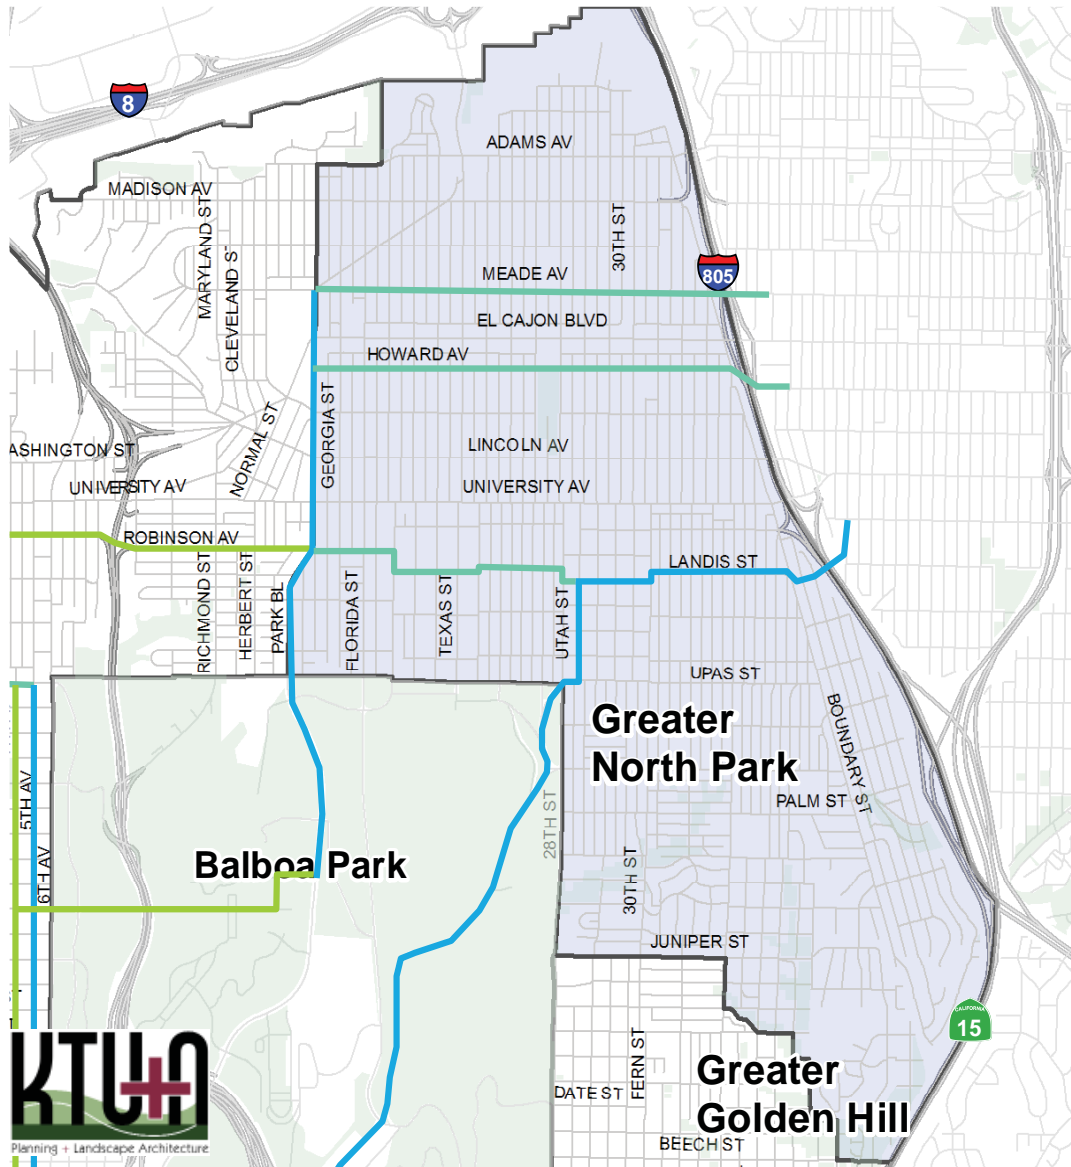 8
ADAMS AV
MADISON AV
MARYLAND ST
CLEVELAND S
30TH ST
MEADE AV
805
EL CAJON BLVD
HOWARD AV
GEORGIA ST
NORMAL ST
LINCOLN AV
ASHINGTON ST
UNIVERSITY AV
UNIVERSITY AV
ROBINSON AV
RICHMOND ST
HERBERT ST
PARK BL
FLORIDA ST
TEXAS ST
UTAH ST
LANDIS ST
UPAS ST
Greater
North Park
BOUNDARY ST
PALM ST
5TH AV
6TH AV
28TH ST
Balboa Park
30TH ST
JUNIPER ST
CALIFORNIA
15
FERN ST
DATE ST
Greater
Golden Hill
BEECH ST
KTU+A
Planning + Landscape Architecture